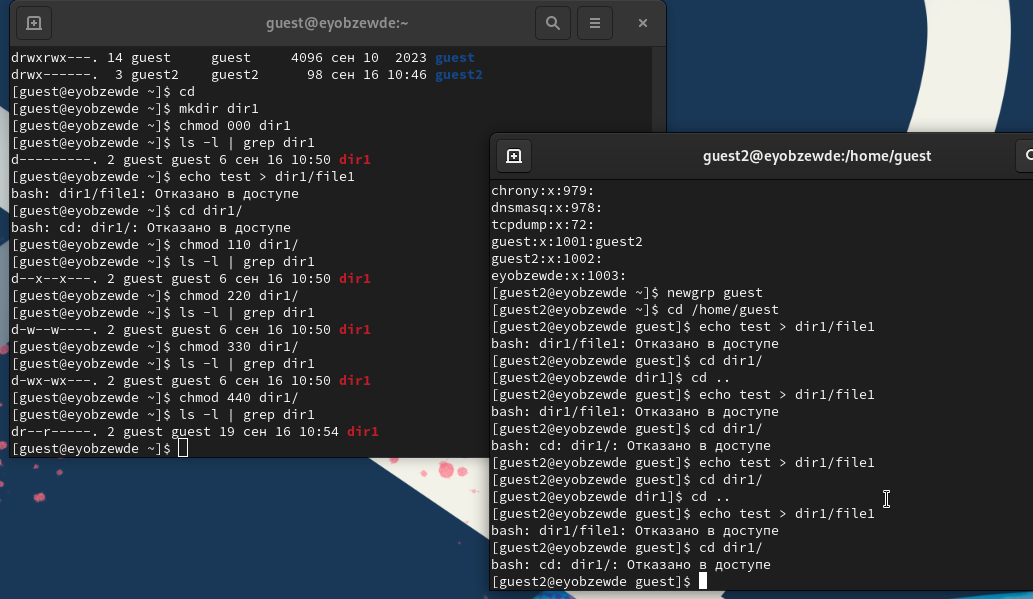 guest@eyobzewde:~
drwxrwx---. 14 guest     guest     4096 сен 10  2023 guest
drwx------.  3 guest2    guest2      98 сен 16 10:46 guest2
[guest@eyobzewde ~]$ cd
[guest@eyobzewde ~]$ mkdir dir1
[guest@eyobzewde ~]$ chmod 000 dir1
[guest@eyobzewde ~]$ ls -l | grep dir1
d---------. 2 guest guest 6 сен 16 10:50 dir1
[guest@eyobzewde ~]$ echo test > dir1/file1
bash: dir1/file1: Отказано в доступе
[guest@eyobzewde ~]$ cd dir1/
bash: cd: dir1/: Отказано в доступе
[guest@eyobzewde ~]$ chmod 110 dir1/
[guest@eyobzewde ~]$ ls -l | grep dir1
d--x--x---. 2 guest guest 6 сен 16 10:50 dir1
[guest@eyobzewde ~]$ chmod 220 dir1/
[guest@eyobzewde ~]$ ls -l | grep dir1
d-w--w----. 2 guest guest 6 сен 16 10:50 dir1
[guest@eyobzewde ~]$ chmod 330 dir1/
[guest@eyobzewde ~]$ ls -l | grep dir1
d-wx-wx---. 2 guest guest 6 сен 16 10:50 dir1
[guest@eyobzewde ~]$ chmod 440 dir1/
[guest@eyobzewde ~]$ ls -l | grep dir1
dr--r-----. 2 guest guest 19 сен 16 10:54 dir1
[guest@eyobzewde ~]$
guest2@eyobzewde:/home/guest
chrony:x:979:
dnsmasq:x:978:
tcpdump:x:72:
guest:x:1001:guest2
guest2:x:1002:
eyobzewde:x:1003:
[guest2@eyobzewde ~]$ newgrp guest
[guest2@eyobzewde ~]$ cd /home/guest
[guest2@eyobzewde guest]$ echo test > dir1/file1
bash: dir1/file1: Отказано в доступе
[guest2@eyobzewde guest]$ cd dir1/
[guest2@eyobzewde dir1]$ cd ..
[guest2@eyobzewde guest]$ echo test > dir1/file1
bash: dir1/file1: Отказано в доступе
[guest2@eyobzewde guest]$ cd dir1/
bash: cd: dir1/: Отказано в доступе
[guest2@eyobzewde guest]$ echo test > dir1/file1
[guest2@eyobzewde guest]$ cd dir1/
[guest2@eyobzewde dir1]$ cd ..
[guest2@eyobzewde guest]$ echo test > dir1/file1
bash: dir1/file1: Отказано в доступе
[guest2@eyobzewde guest]$ cd dir1/
bash: cd: dir1/: Отказано в доступе
[guest2@eyobzewde guest]$